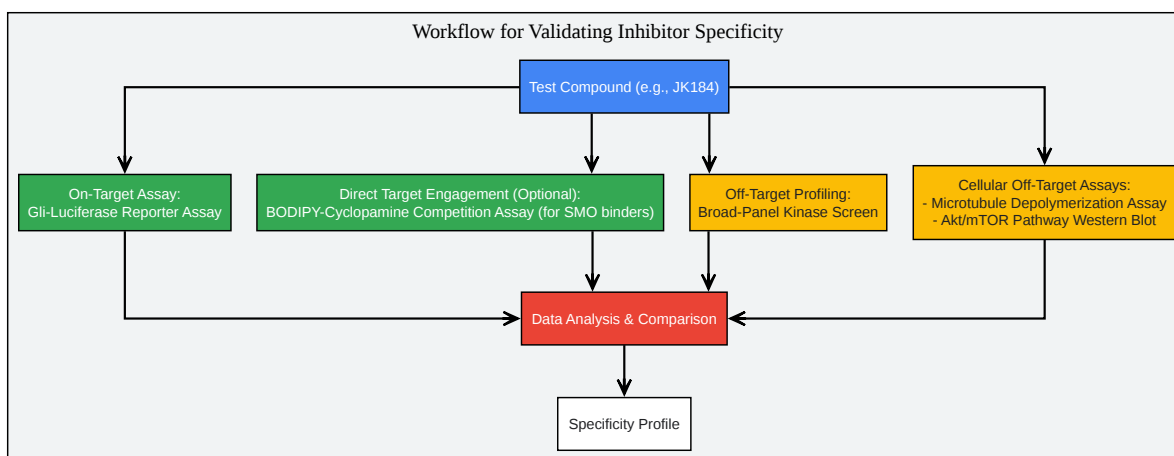 Workflow for Validating Inhibitor Specificity
Test Compound (e.g., JK184)
On-Target Assay:
Gli-Luciferase Reporter Assay
Direct Target Engagement (Optional):
BODIPY-Cyclopamine Competition Assay (for SMO binders)
Off-Target Profiling:
Broad-Panel Kinase Screen
Cellular Off-Target Assays:
- Microtubule Depolymerization Assay
- Akt/mTOR Pathway Western Blot
Data Analysis & Comparison
Specificity Profile